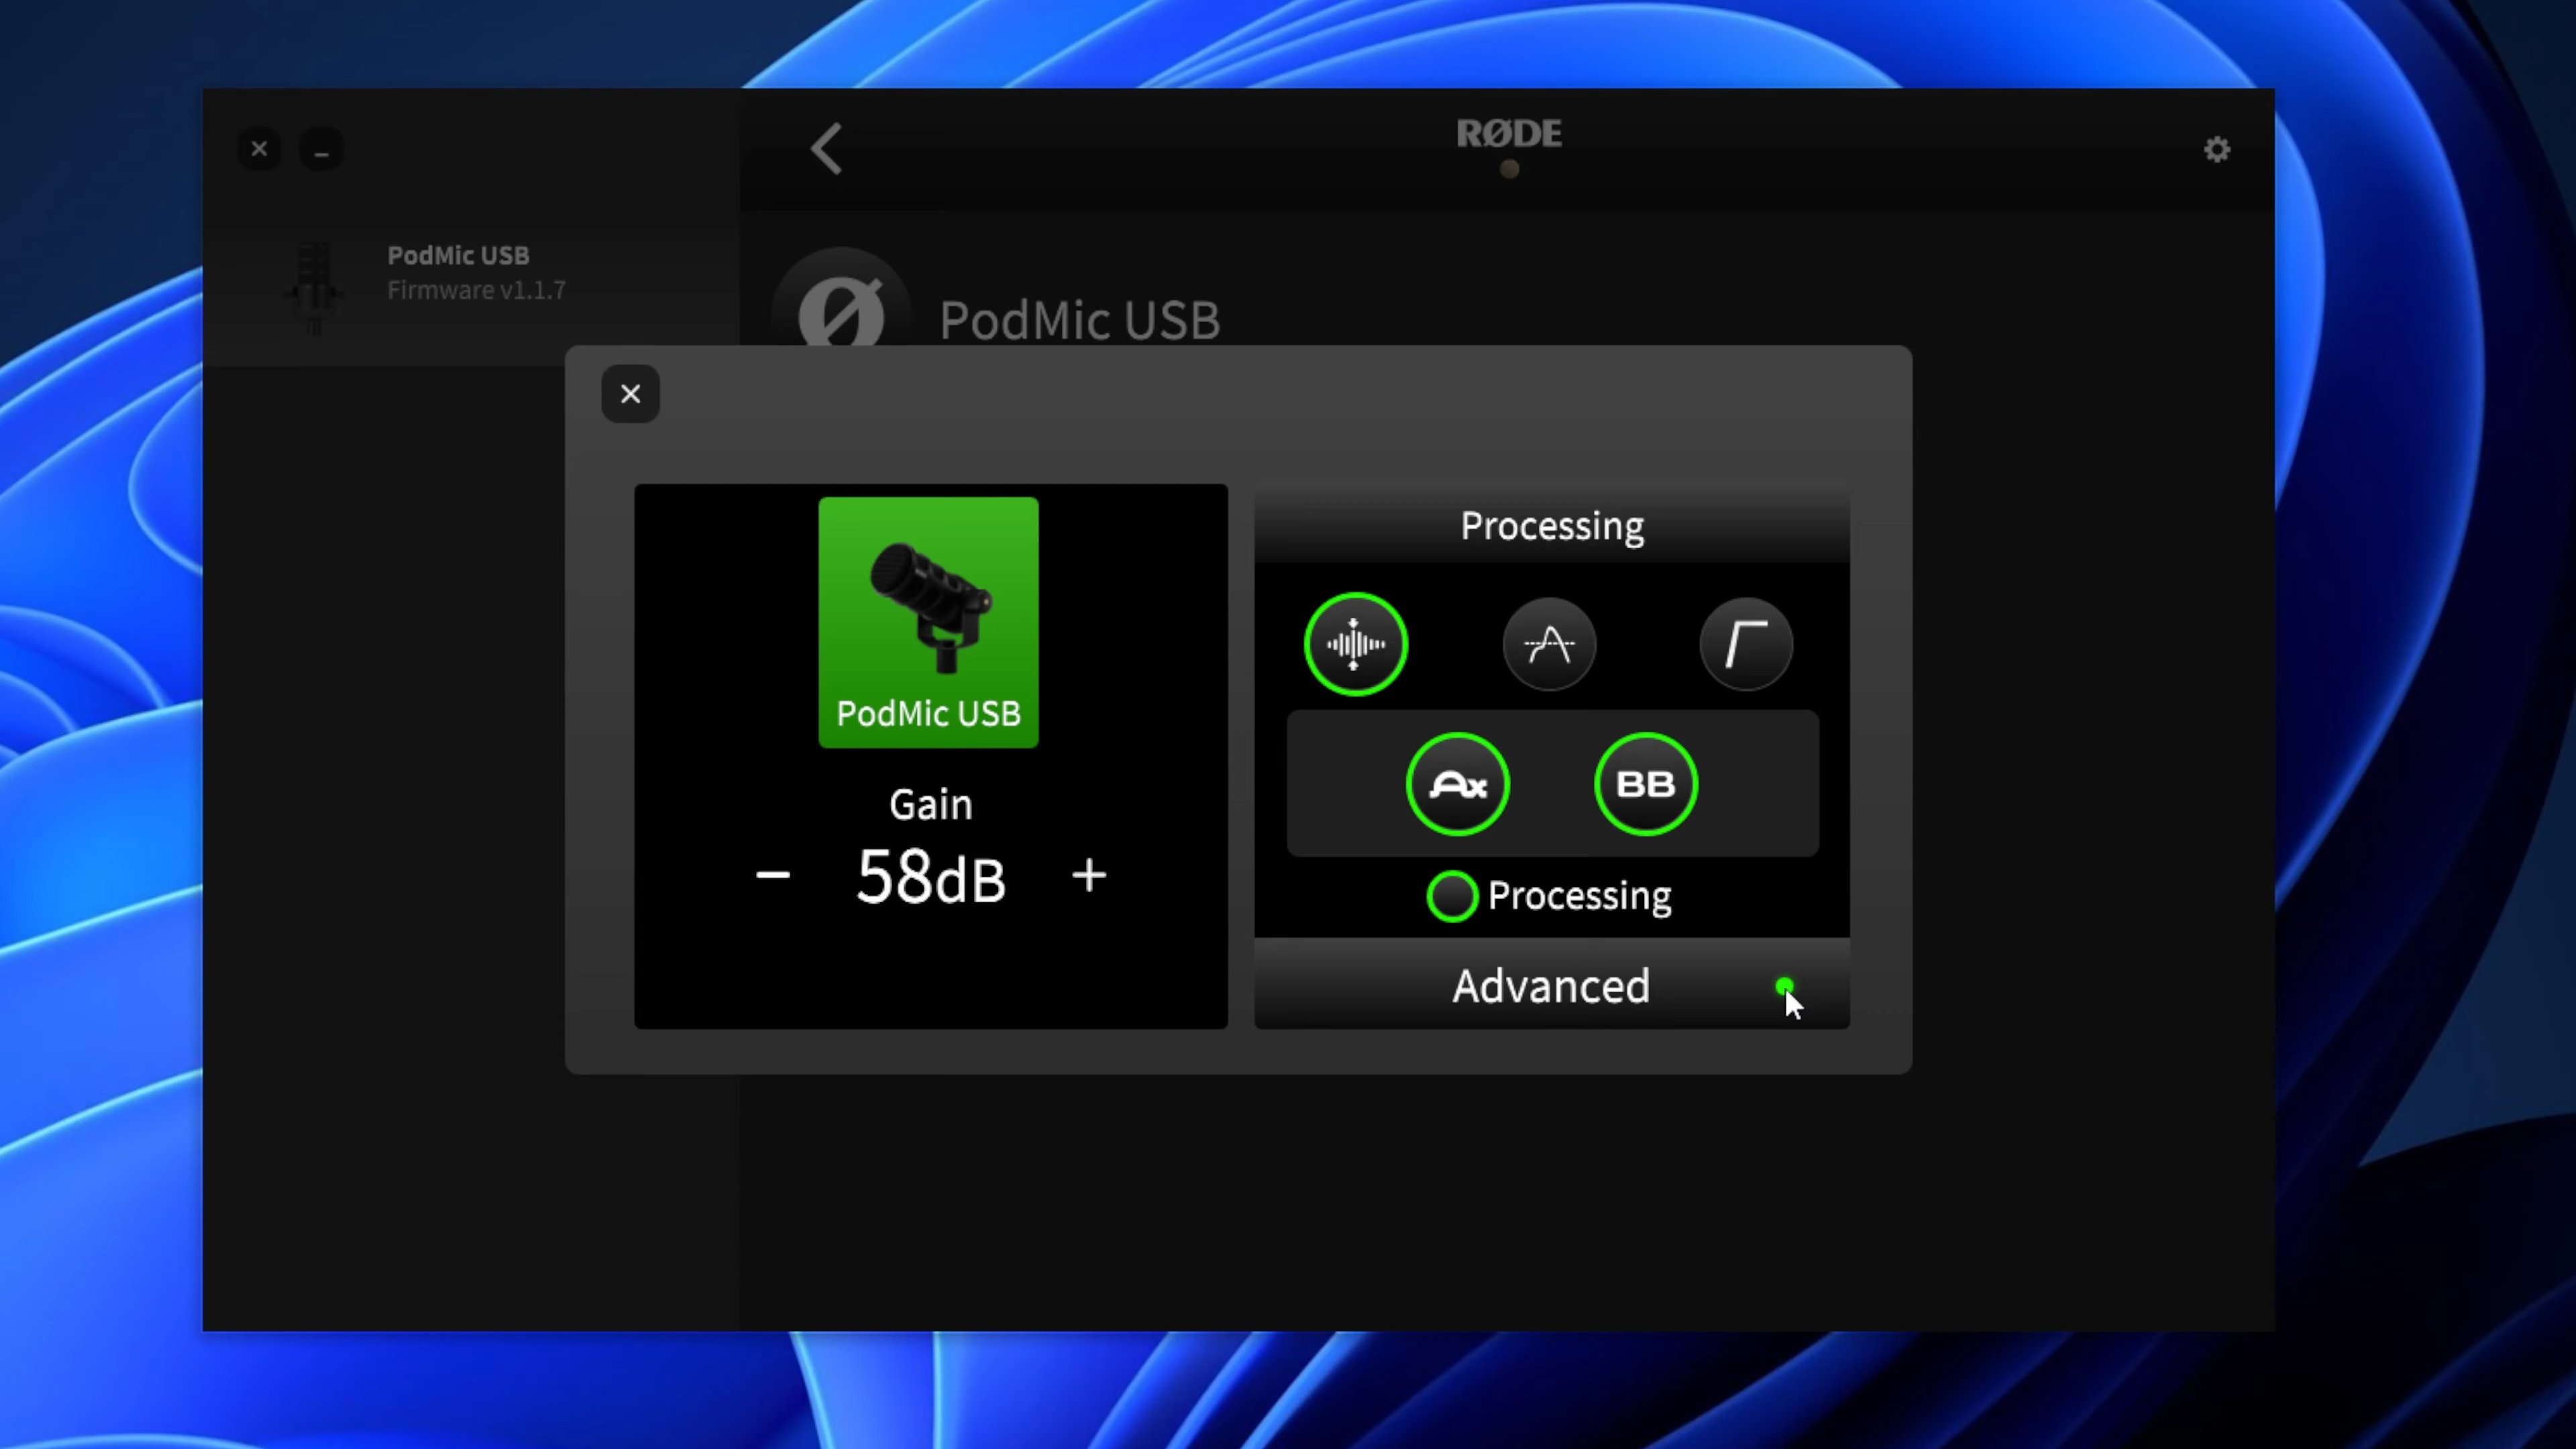 RØDE
PodMic USB
Firmware v1.1.7
PodMic USB
Processing
PodMic USB
Gain
58dB
Ax
BB
Processing
Advanced